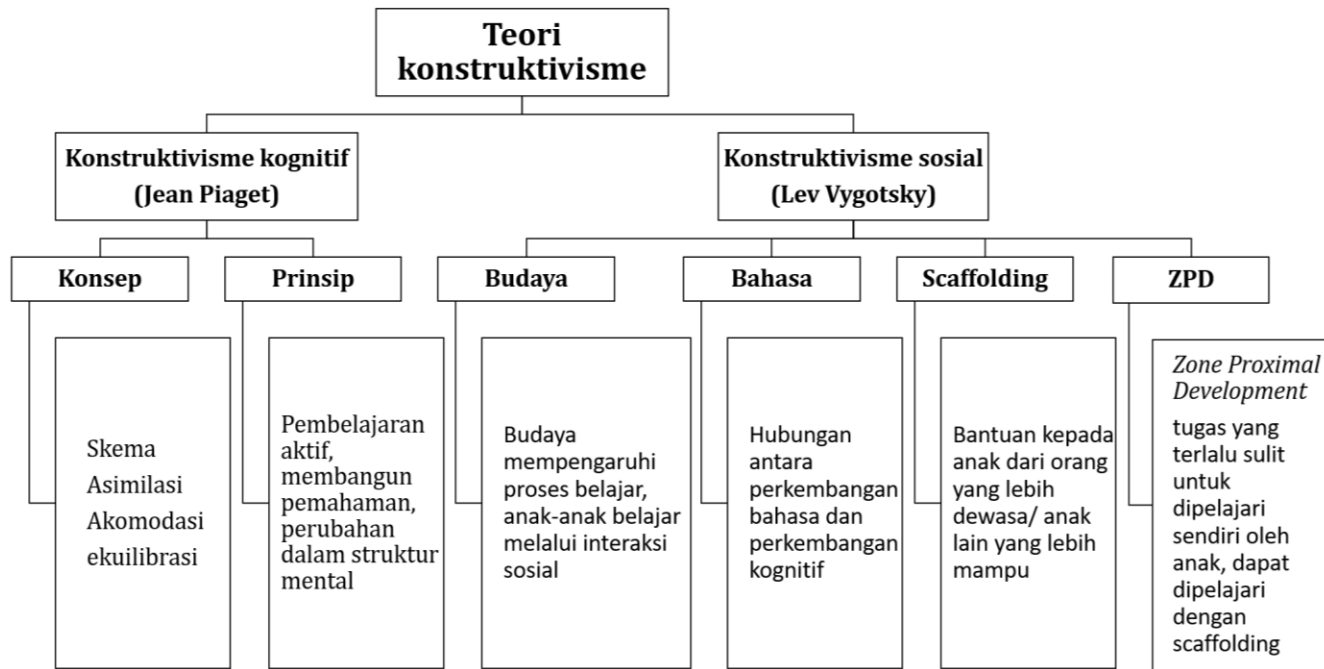 Teori
konstruktivisme
Konstruktivisme kognitif
(Jean Piaget)
Konstruktivisme sosial
(Lev Vygotsky)
Konsep
Prinsip
Budaya
Bahasa
Scaffolding
ZPD
Skema
Asimilasi
Akomodasi
ekuilibrasi
Pembelajaran
aktif,
membangun
pemahaman,
perubahan
dalam struktur
mental
Budaya
mempengaruhi
proses belajar,
anak-anak belajar
melalui interaksi
sosial
Hubungan
antara
perkembangan
bahasa dan
perkembangan
kognitif
Bantuan kepada
anak dari orang
yang lebih
dewasa/ anak
lain yang lebih
mampu
Zone Proximal
Development
tugas yang
terlalu sulit
untuk
dipelajari
sendiri oleh
anak, dapat
dipelajari
dengan
scaffolding